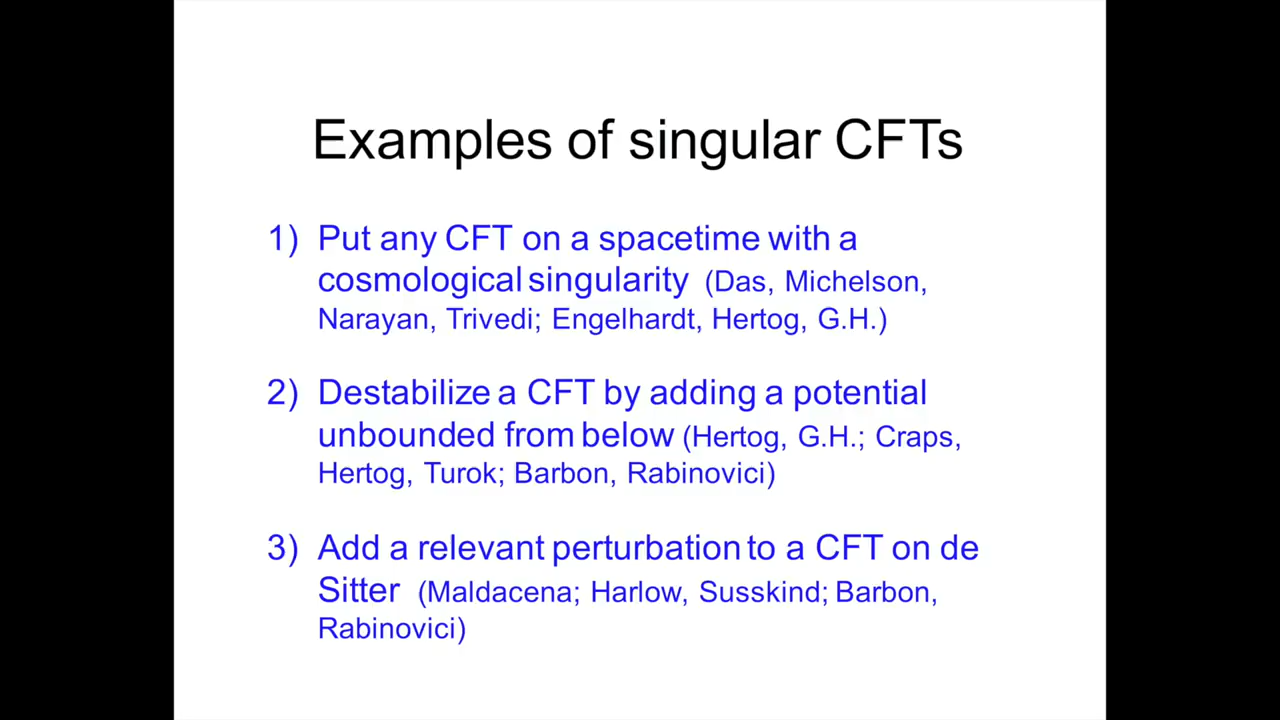 Examples of singular CFTs
1) Put any CFT on a spacetime with a
cosmological singularity (Das, Michelson,
Narayan, Trivedi; Engelhardt, Hertog, G.H.)
2) Destabilize a CFT by adding a potential
unbounded from below (Hertog, G.H.; Craps,
Hertog, Turok; Barbon, Rabinovici)
3) Add a relevant perturbation to a CFT on de
Sitter (Maldacena; Harlow, Susskind; Barbon,
Rabinovici)